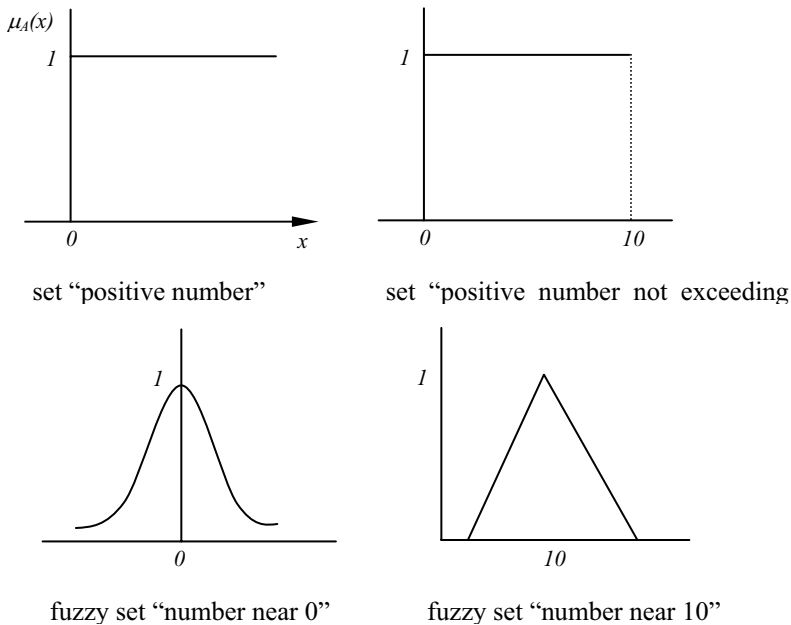 μA(x)
1
0
x
set “positive number”
1
0
10
set “positive number not exceeding
1
0
fuzzy set “number near 0”
1
10
fuzzy set “number near 10”